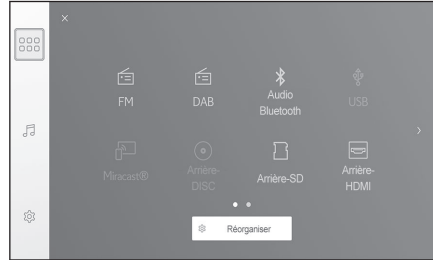 FM
DAB
Audio
Bluetooth
USB
Miracast®
Arrière-
DISC
Arrière-SD
Arrière-
HDMI
Réorganiser